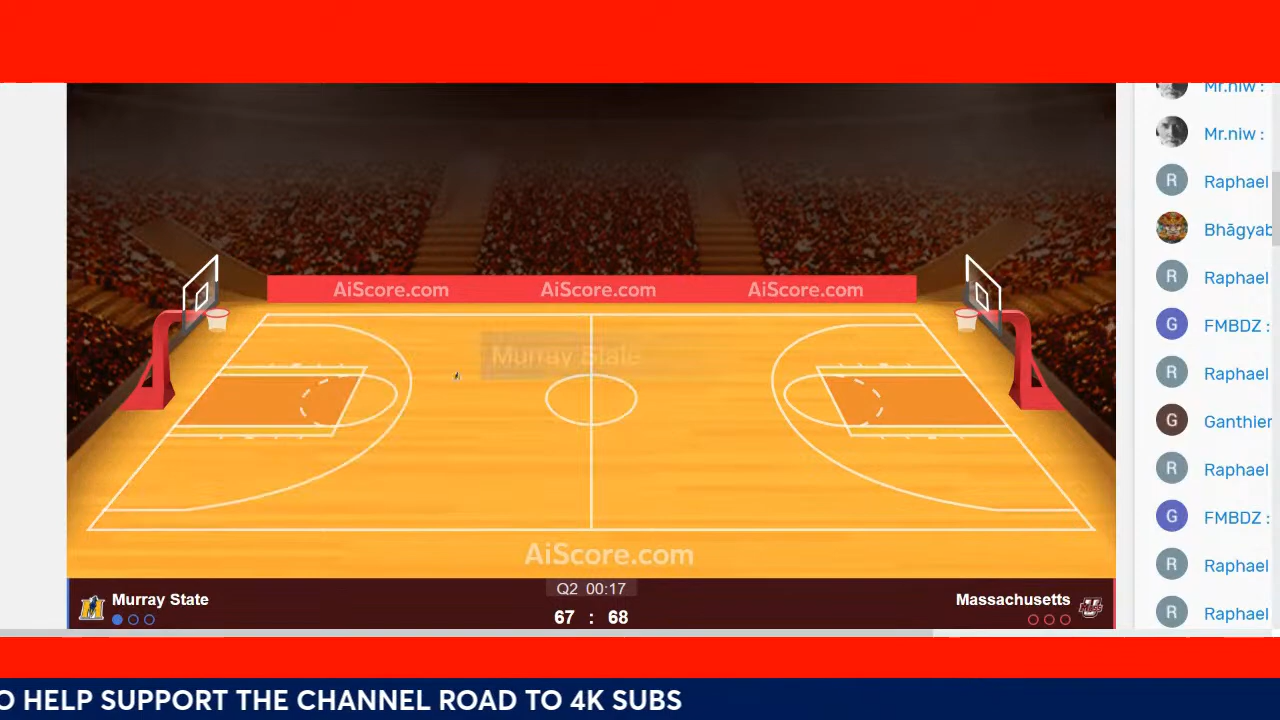 Mr.niw :
Mr.niw :
Raphael
R
Bhāgyab
Raphael
R
AiScore.com AiScore.com AiScore.com
FMBDZ :
G
Murray State
Raphael
R
Ganthier
G
Raphael
R
FMBDZ :
G
AiScore.com
Raphael
R
Q2 00:17
Murray State
67 : 68
Massachusetts
Raphael
R
O HELP SUPPORT THE CHANNEL ROAD TO 4K SUBS